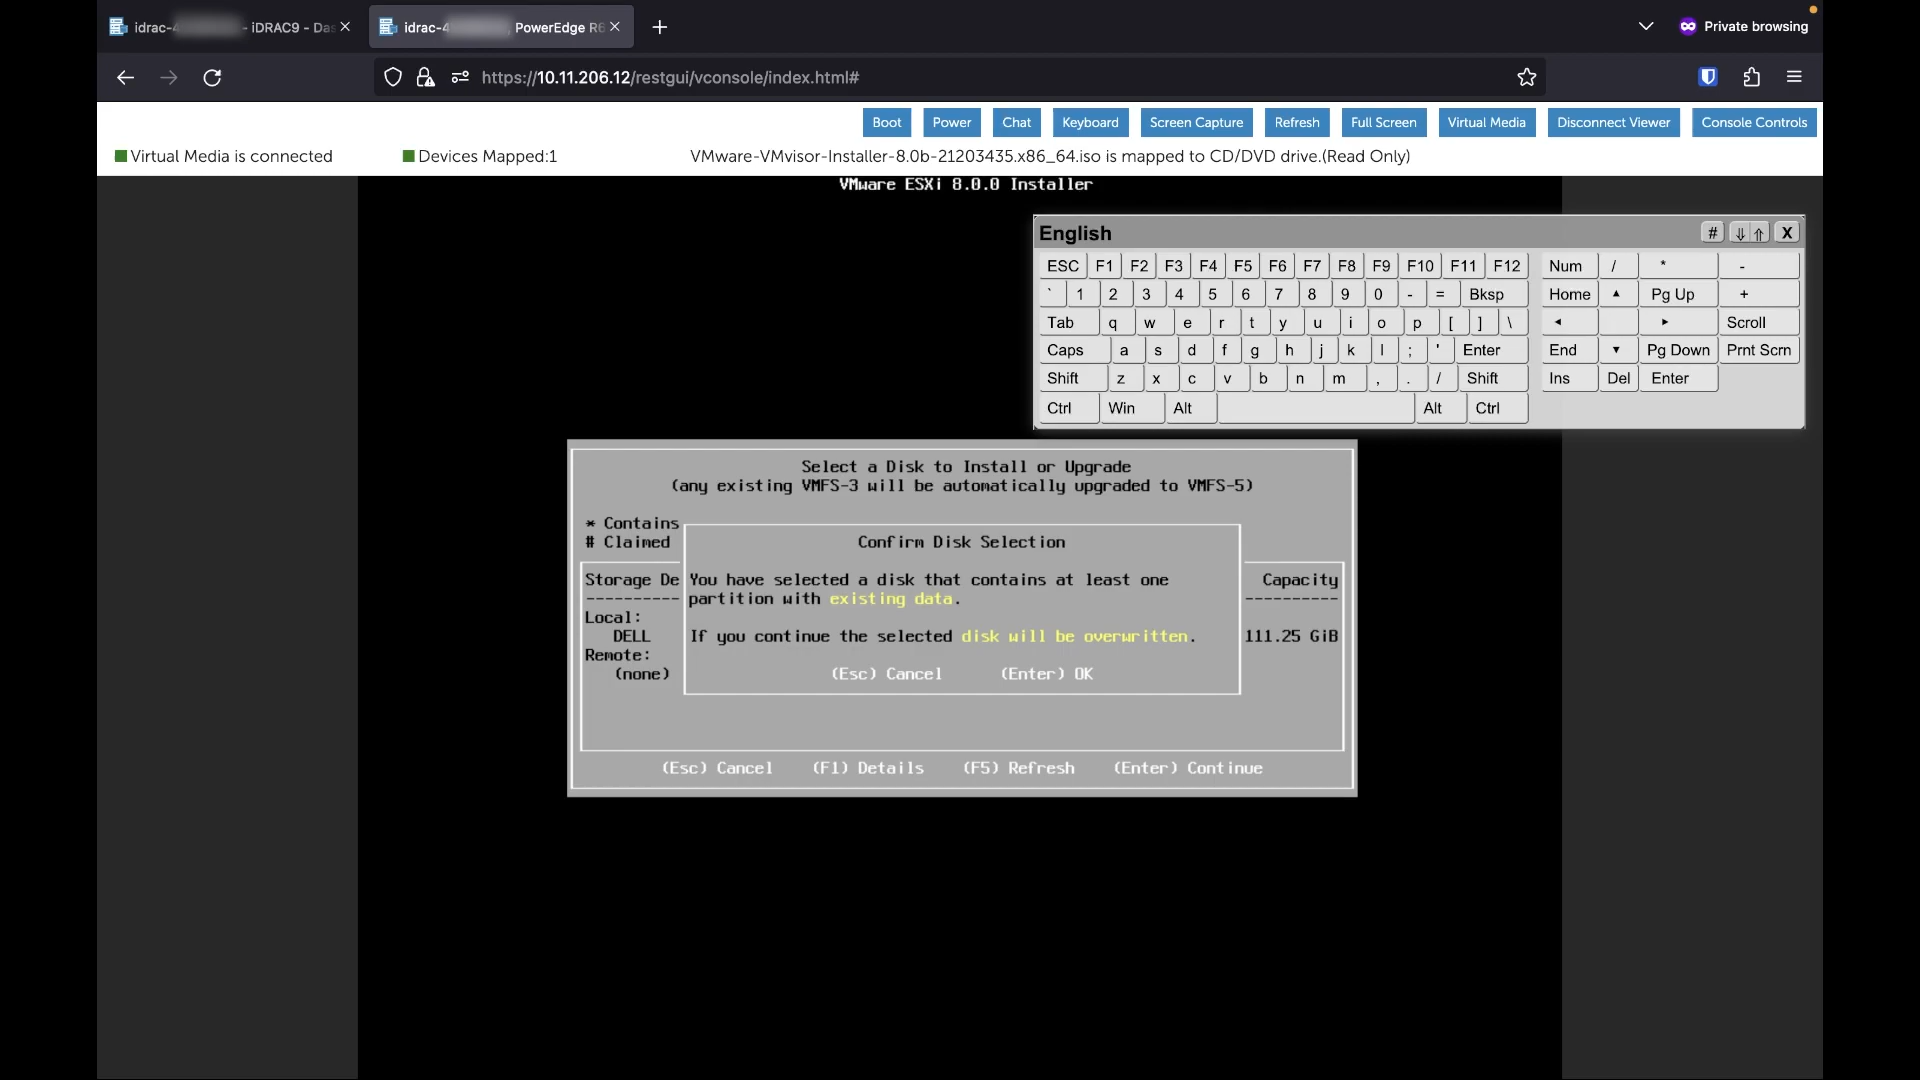 idrac-4 - iDRAC9 - Das
idrac-4 , PowerEdge R6
Private browsing
https://10.11.206.12/restgui/vconsole/index.html#
Boot Power Chat Keyboard Screen Capture Refresh Full Screen Virtual Media Disconnect Viewer Console Controls
Virtual Media is connected Devices Mapped:1 VMware-VMvisor-Installer-8.0b-21203435.x86_64.iso is mapped to CD/DVD drive.(Read Only)
VMware ESXi 8.0.0 Installer
English # ⇓ ⇑ X
ESC F1 F2 F3 F4 F5 F6 F7 F8 F9 F10 F11 F12 Num / * -
` 1 2 3 4 5 6 7 8 9 0 - = Bksp Home ▲ Pg Up +
Tab q w e r t y u i o p [ ] \ ◄ ► Scroll
Caps a s d f g h j k l ; ' Enter End ▼ Pg Down Prnt Scrn
Shift z x c v b n m , . / Shift Ins Del Enter
Ctrl Win Alt Alt Ctrl
Select a Disk to Install or Upgrade
(any existing VMFS-3 will be automatically upgraded to VMFS-5)
* Contains
# Claimed
Storage De
Capacity
----------
----------
Local:
DELL
111.25 GiB
Remote:
(none)
Confirm Disk Selection
You have selected a disk that contains at least one
partition with existing data.
If you continue the selected disk will be overwritten.
(Esc) Cancel (Enter) OK
(Esc) Cancel (F1) Details (F5) Refresh (Enter) Continue